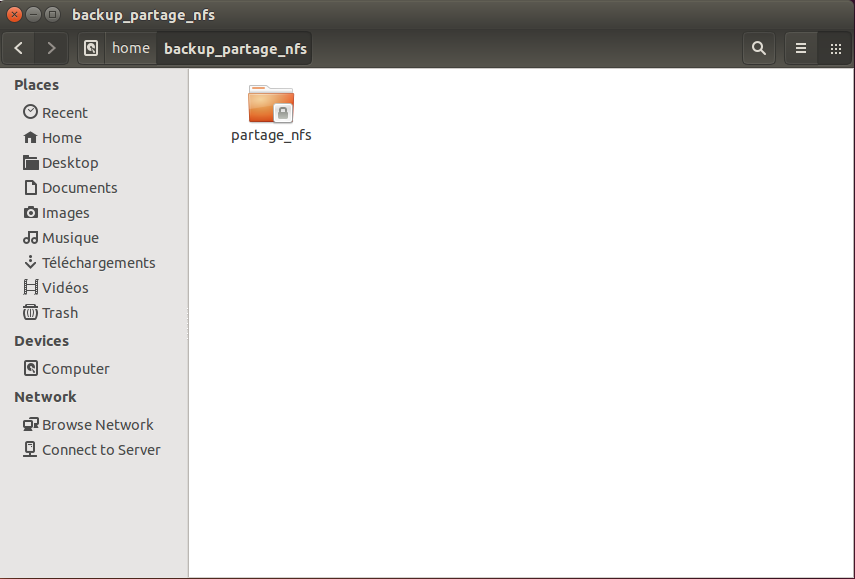 backup_partage_nfs
home
backup_partage_nfs
Places
Recent
Home
Desktop
Documents
Images
Musique
Téléchargements
Vidéos
Trash
Devices
Computer
Network
Browse Network
Connect to Server
partage_nfs